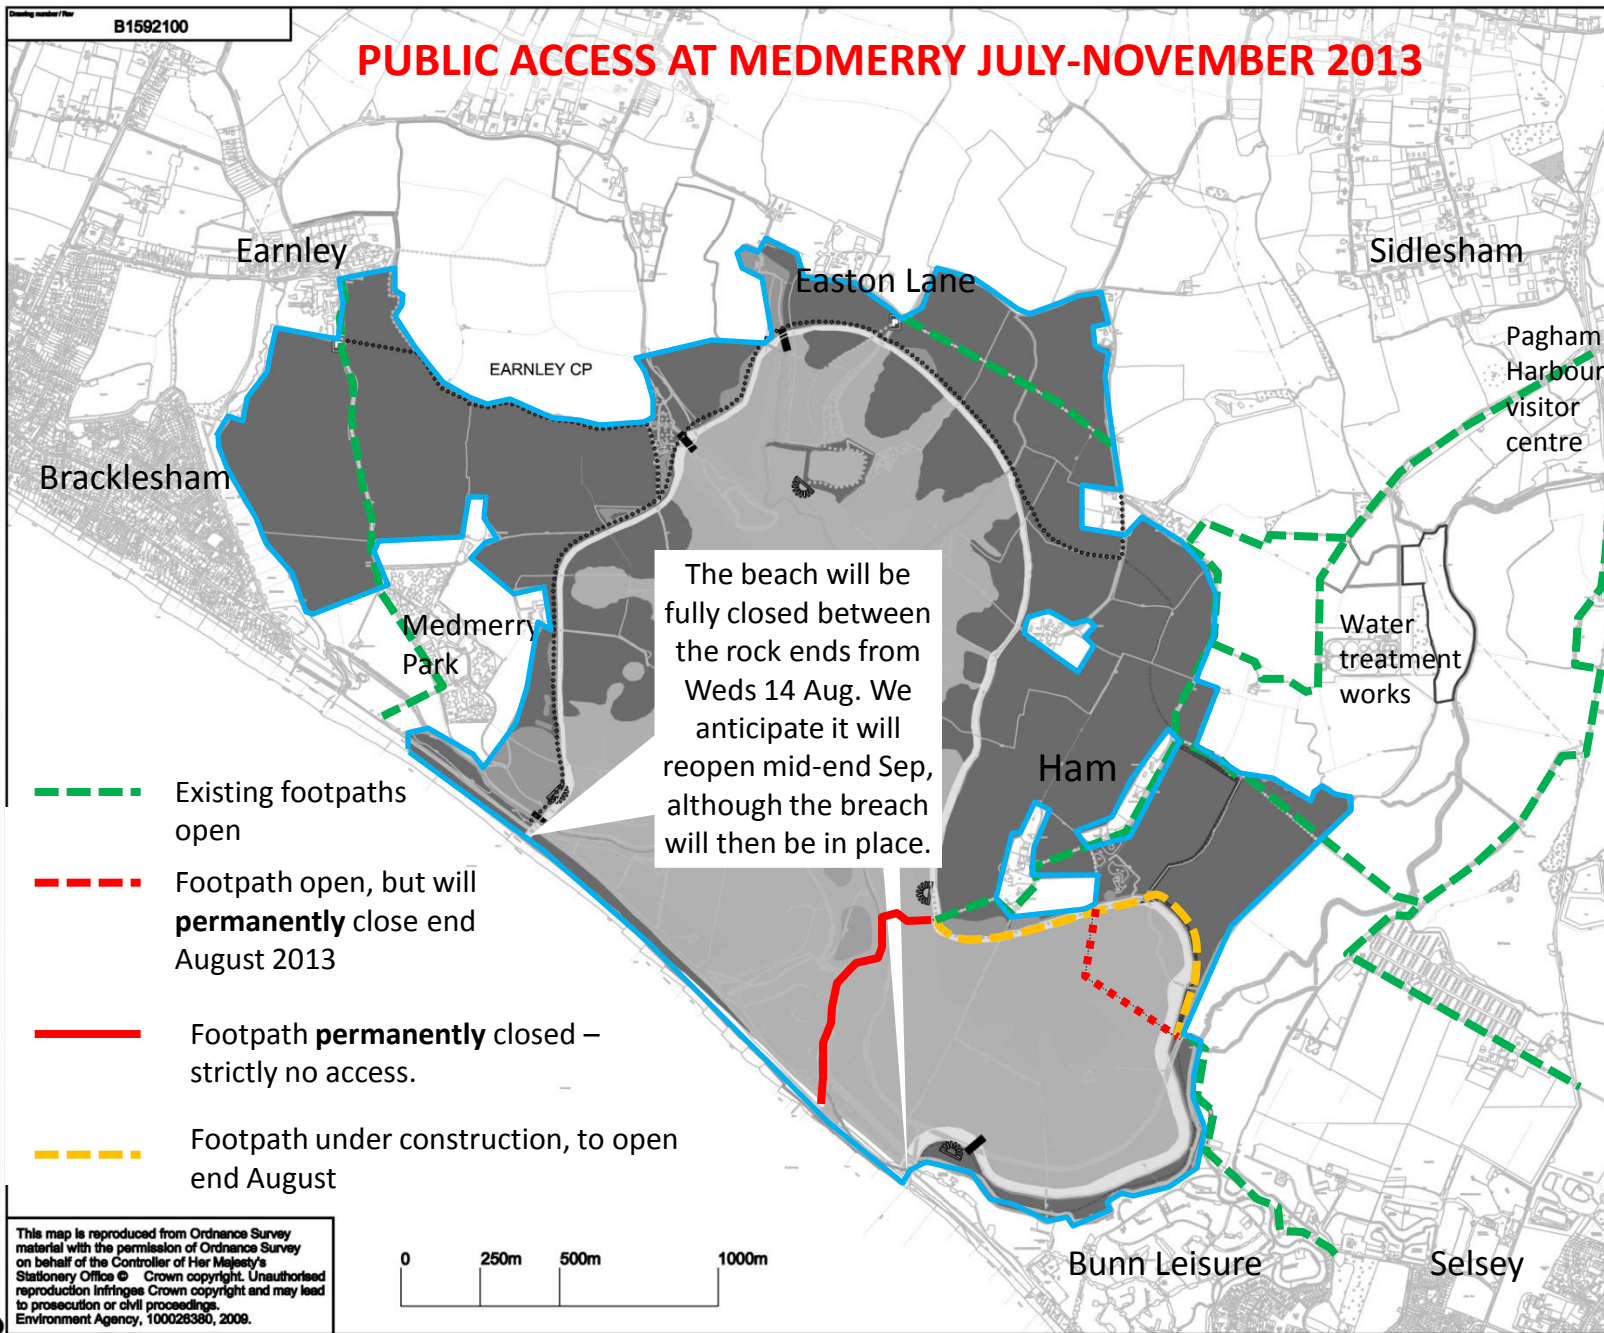 Drawing number / Rev
B1592100
PUBLIC ACCESS AT MEDMERRY JULY-NOVEMBER 2013
Earnley
Easton Lane
Sidlesham
EARNLEY CP
Pagham
Harbour
visitor
centre
Bracklesham
Medmerry
Park
The beach will be
fully closed between
the rock ends from
Weds 14 Aug. We
anticipate it will
reopen mid-end Sep,
although the breach
will then be in place.
Water
treatment
works
Ham
Existing footpaths
open
Footpath open, but will
permanently close end
August 2013
Footpath permanently closed –
strictly no access.
Footpath under construction, to open
end August
Bunn Leisure
Selsey
This map is reproduced from Ordnance Survey
material with the permission of Ordnance Survey
on behalf of the Controller of Her Majesty's
Stationery Office © Crown copyright. Unauthorised
reproduction infringes Crown copyright and may lead
to prosecution or civil proceedings.
Environment Agency, 100026380, 2009.
0 250m 500m 1000m